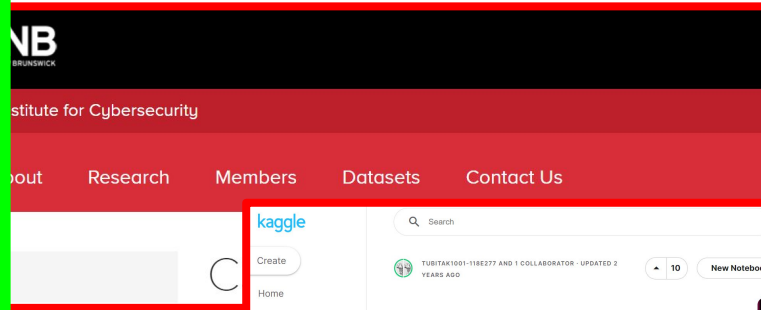 NB
BRUNSWICK
stitute for Cybersecurity
out Research Members Datasets Contact Us
C
kaggle
Search
Create
TUBITAK1001-118E277 AND 1 COLLABORATOR · UPDATED 2
YEARS AGO
10
New Notebo
Home